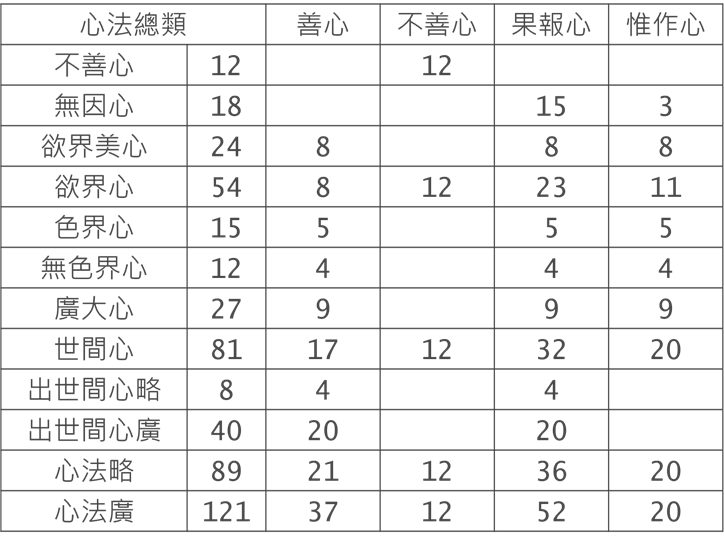 心法總類 善心 不善心 果報心 惟作心
不善心 12 12
無因心 18 15 3
欲界美心 24 8 8 8
欲界心 54 8 12 23 11
色界心 15 5 5 5
無色界心 12 4 4 4
廣大心 27 9 9 9
世間心 81 17 12 32 20
出世間心略 8 4 4
出世間心廣 40 20 20
心法略 89 21 12 36 20
心法廣 121 37 12 52 20